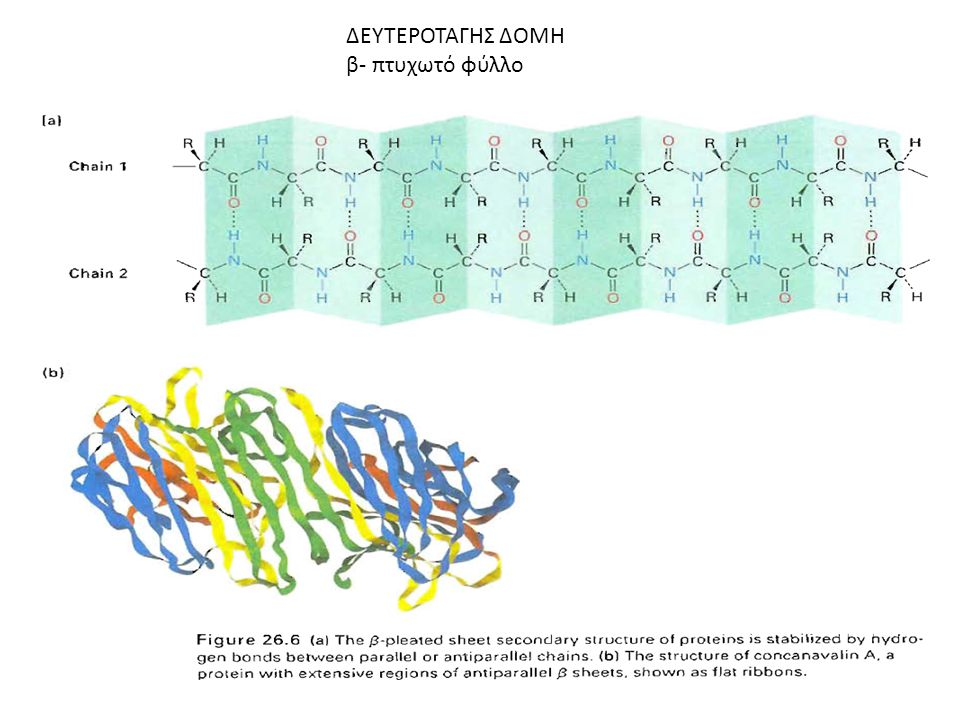 ΔΕΥΤΕΡΟΤΑΓΗΣ ΔΟΜΗ
β- πτυχωτό φύλλο
(a)
R H H O R H H O R H H O R H H O R H
Chain 1
C N C N C C N C N C C N C N C C N C N C
O H R H O H R H O H R H O H R H
H H R O H H R O H H R O H H R O
Chain 2
C N C N C C N C N C C N C N C C N C N C
R H O H R H O H R H O H R H O H R H
(b)
Figure 26.6 (a) The β-pleated sheet secondary structure of proteins is stabilized by hydro-
gen bonds between parallel or antiparallel chains. (b) The structure of concanavalin A, a
protein with extensive regions of antiparallel β sheets, shown as flat ribbons.